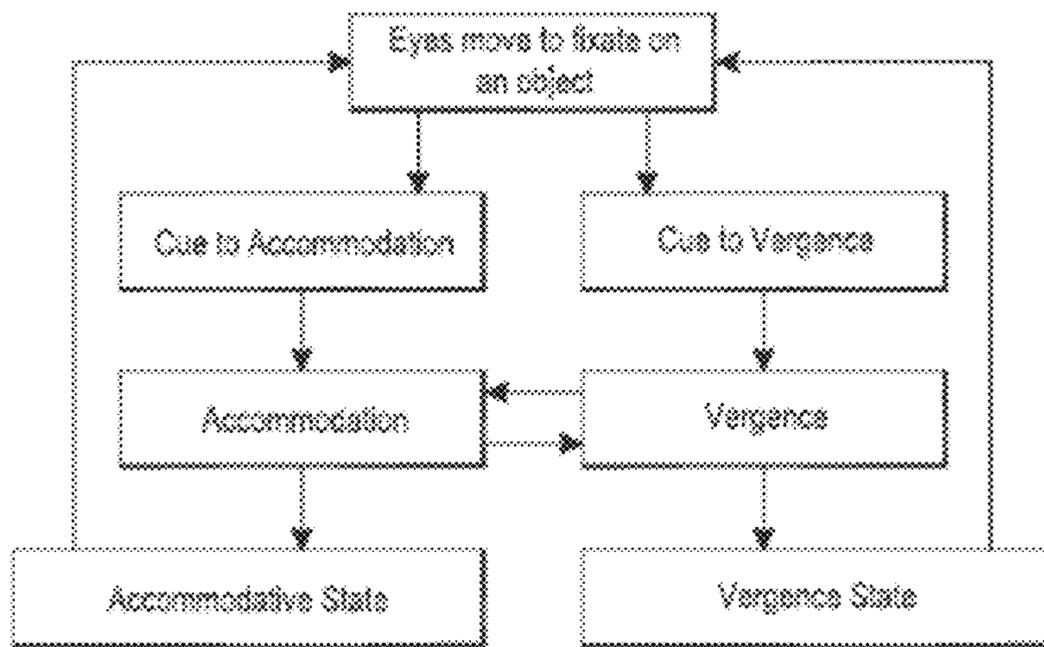 Eyes move to fixate on
an object
Cue to Accommodation
Cue to Vergence
Accommodation
Vergence
Accommodative State
Vergence State